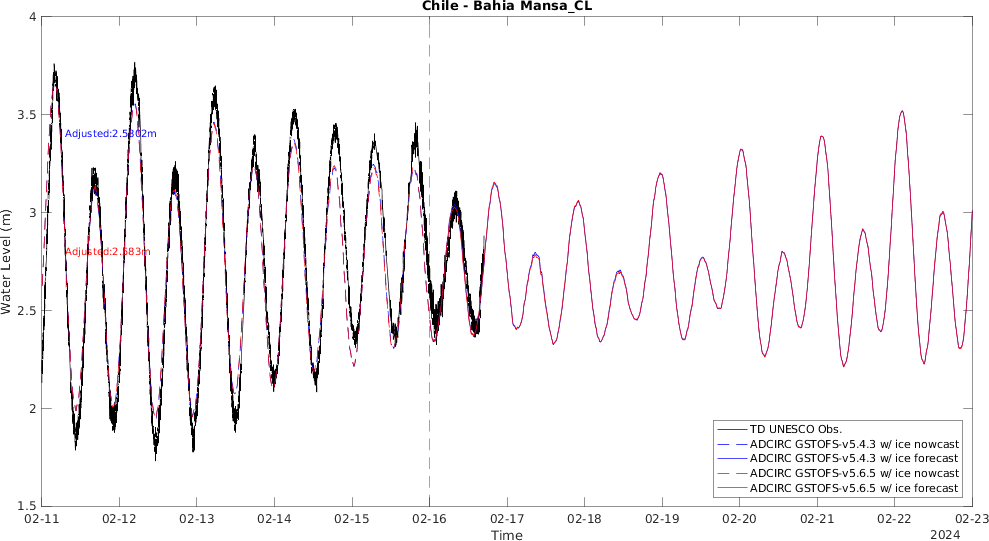 Chile - Bahia Mansa_CL
Water Level (m)
4
3.5
3
2.5
2
1.5
Adjusted:2.5802m
Adjusted:2.583m
TD UNESCO Obs.
ADCIRC GSTOFS-v5.4.3 w/ ice nowcast
ADCIRC GSTOFS-v5.4.3 w/ ice forecast
ADCIRC GSTOFS-v5.6.5 w/ ice nowcast
ADCIRC GSTOFS-v5.6.5 w/ ice forecast
02-11 02-12 02-13 02-14 02-15 02-16 02-17 02-18 02-19 02-20 02-21 02-22 02-23
Time
2024